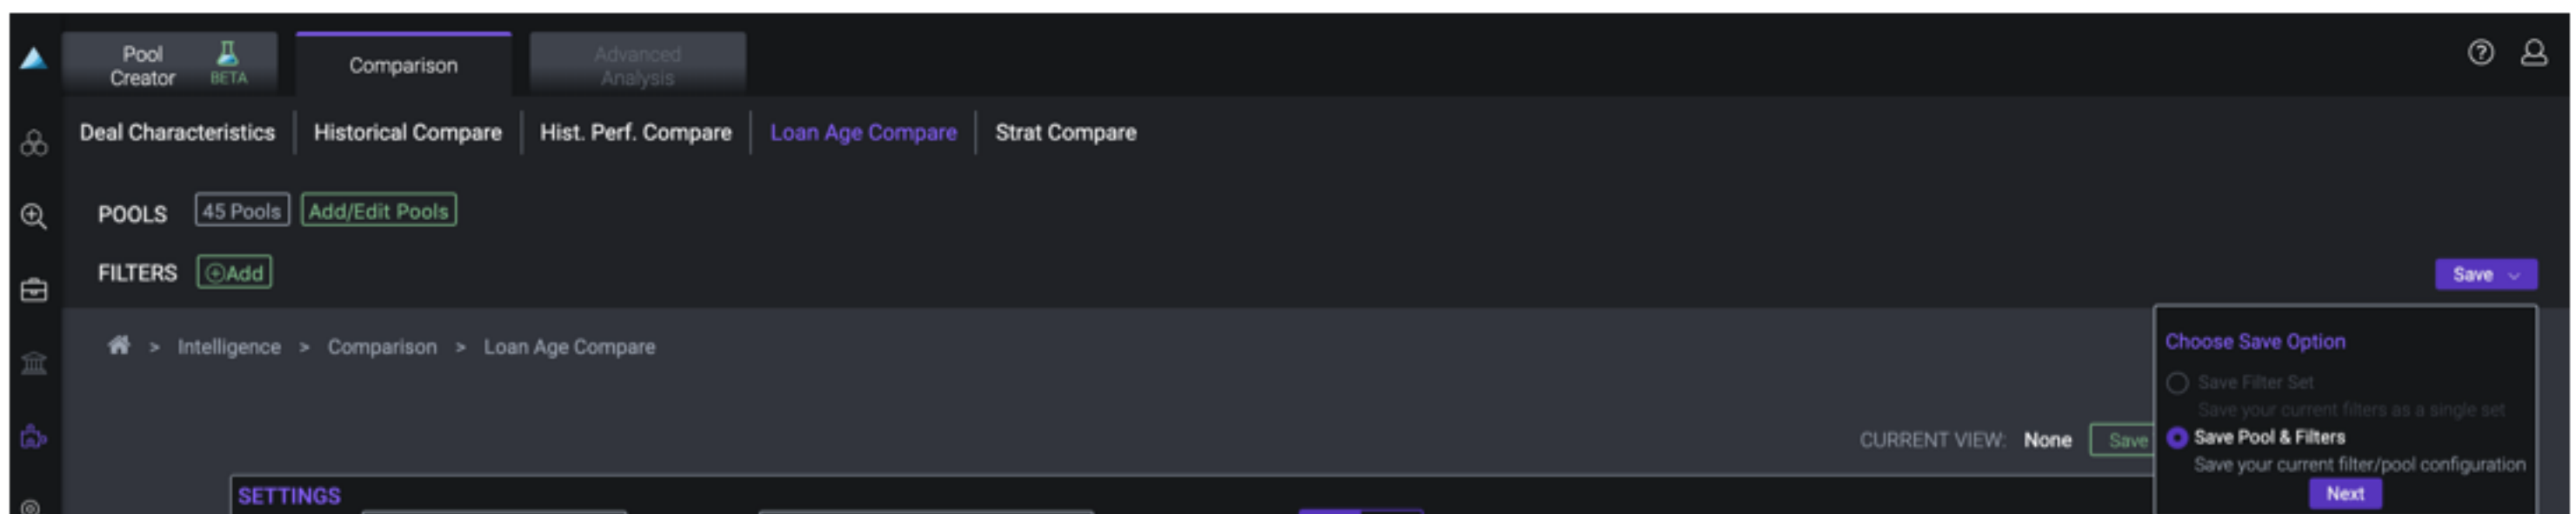 Pool Creator BETA
Comparison
Advanced Analysis
Deal Characteristics Historical Compare Hist. Perf. Compare Loan Age Compare Strat Compare
POOLS 45 Pools Add/Edit Pools
FILTERS Add
Save
> Intelligence > Comparison > Loan Age Compare
Choose Save Option
Save Filter Set
Save your current filters as a single set
CURRENT VIEW: None Save
Save Pool & Filters
Save your current filter/pool configuration
Next
SETTINGS